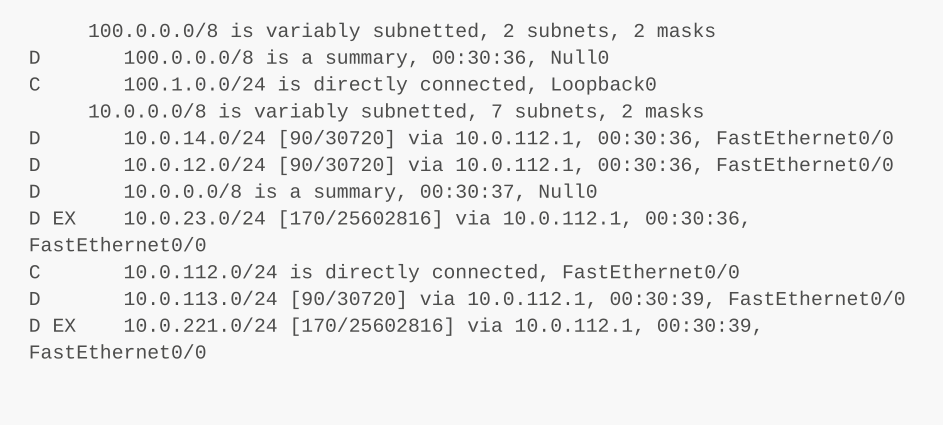 100.0.0.0/8 is variably subnetted, 2 subnets, 2 masks
D 100.0.0.0/8 is a summary, 00:30:36, Null0
C 100.1.0.0/24 is directly connected, Loopback0
10.0.0.0/8 is variably subnetted, 7 subnets, 2 masks
D 10.0.14.0/24 [90/30720] via 10.0.112.1, 00:30:36, FastEthernet0/0
D 10.0.12.0/24 [90/30720] via 10.0.112.1, 00:30:36, FastEthernet0/0
D 10.0.0.0/8 is a summary, 00:30:37, Null0
D EX 10.0.23.0/24 [170/25602816] via 10.0.112.1, 00:30:36,
FastEthernet0/0
C 10.0.112.0/24 is directly connected, FastEthernet0/0
D 10.0.113.0/24 [90/30720] via 10.0.112.1, 00:30:39, FastEthernet0/0
D EX 10.0.221.0/24 [170/25602816] via 10.0.112.1, 00:30:39,
FastEthernet0/0